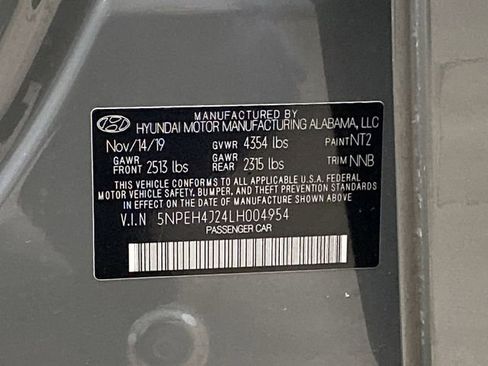 MANUFACTURED BY
HYUNDAI MOTOR MANUFACTURING ALABAMA, LLC
Nov/14/19 GVWR 4354 lbs PAINT NT2
GAWR FRONT 2513 lbs GAWR REAR 2315 lbs TRIM NNB
THIS VEHICLE CONFORMS TO ALL APPLICABLE U.S.A. FEDERAL
MOTOR VEHICLE SAFETY, BUMPER, AND THEFT PREVENTION STANDARDS
IN EFFECT ON THE DATE OF MANUFACTURE SHOWN ABOVE.
V.I.N 5NPEH4J24LH004954
PASSENGER CAR